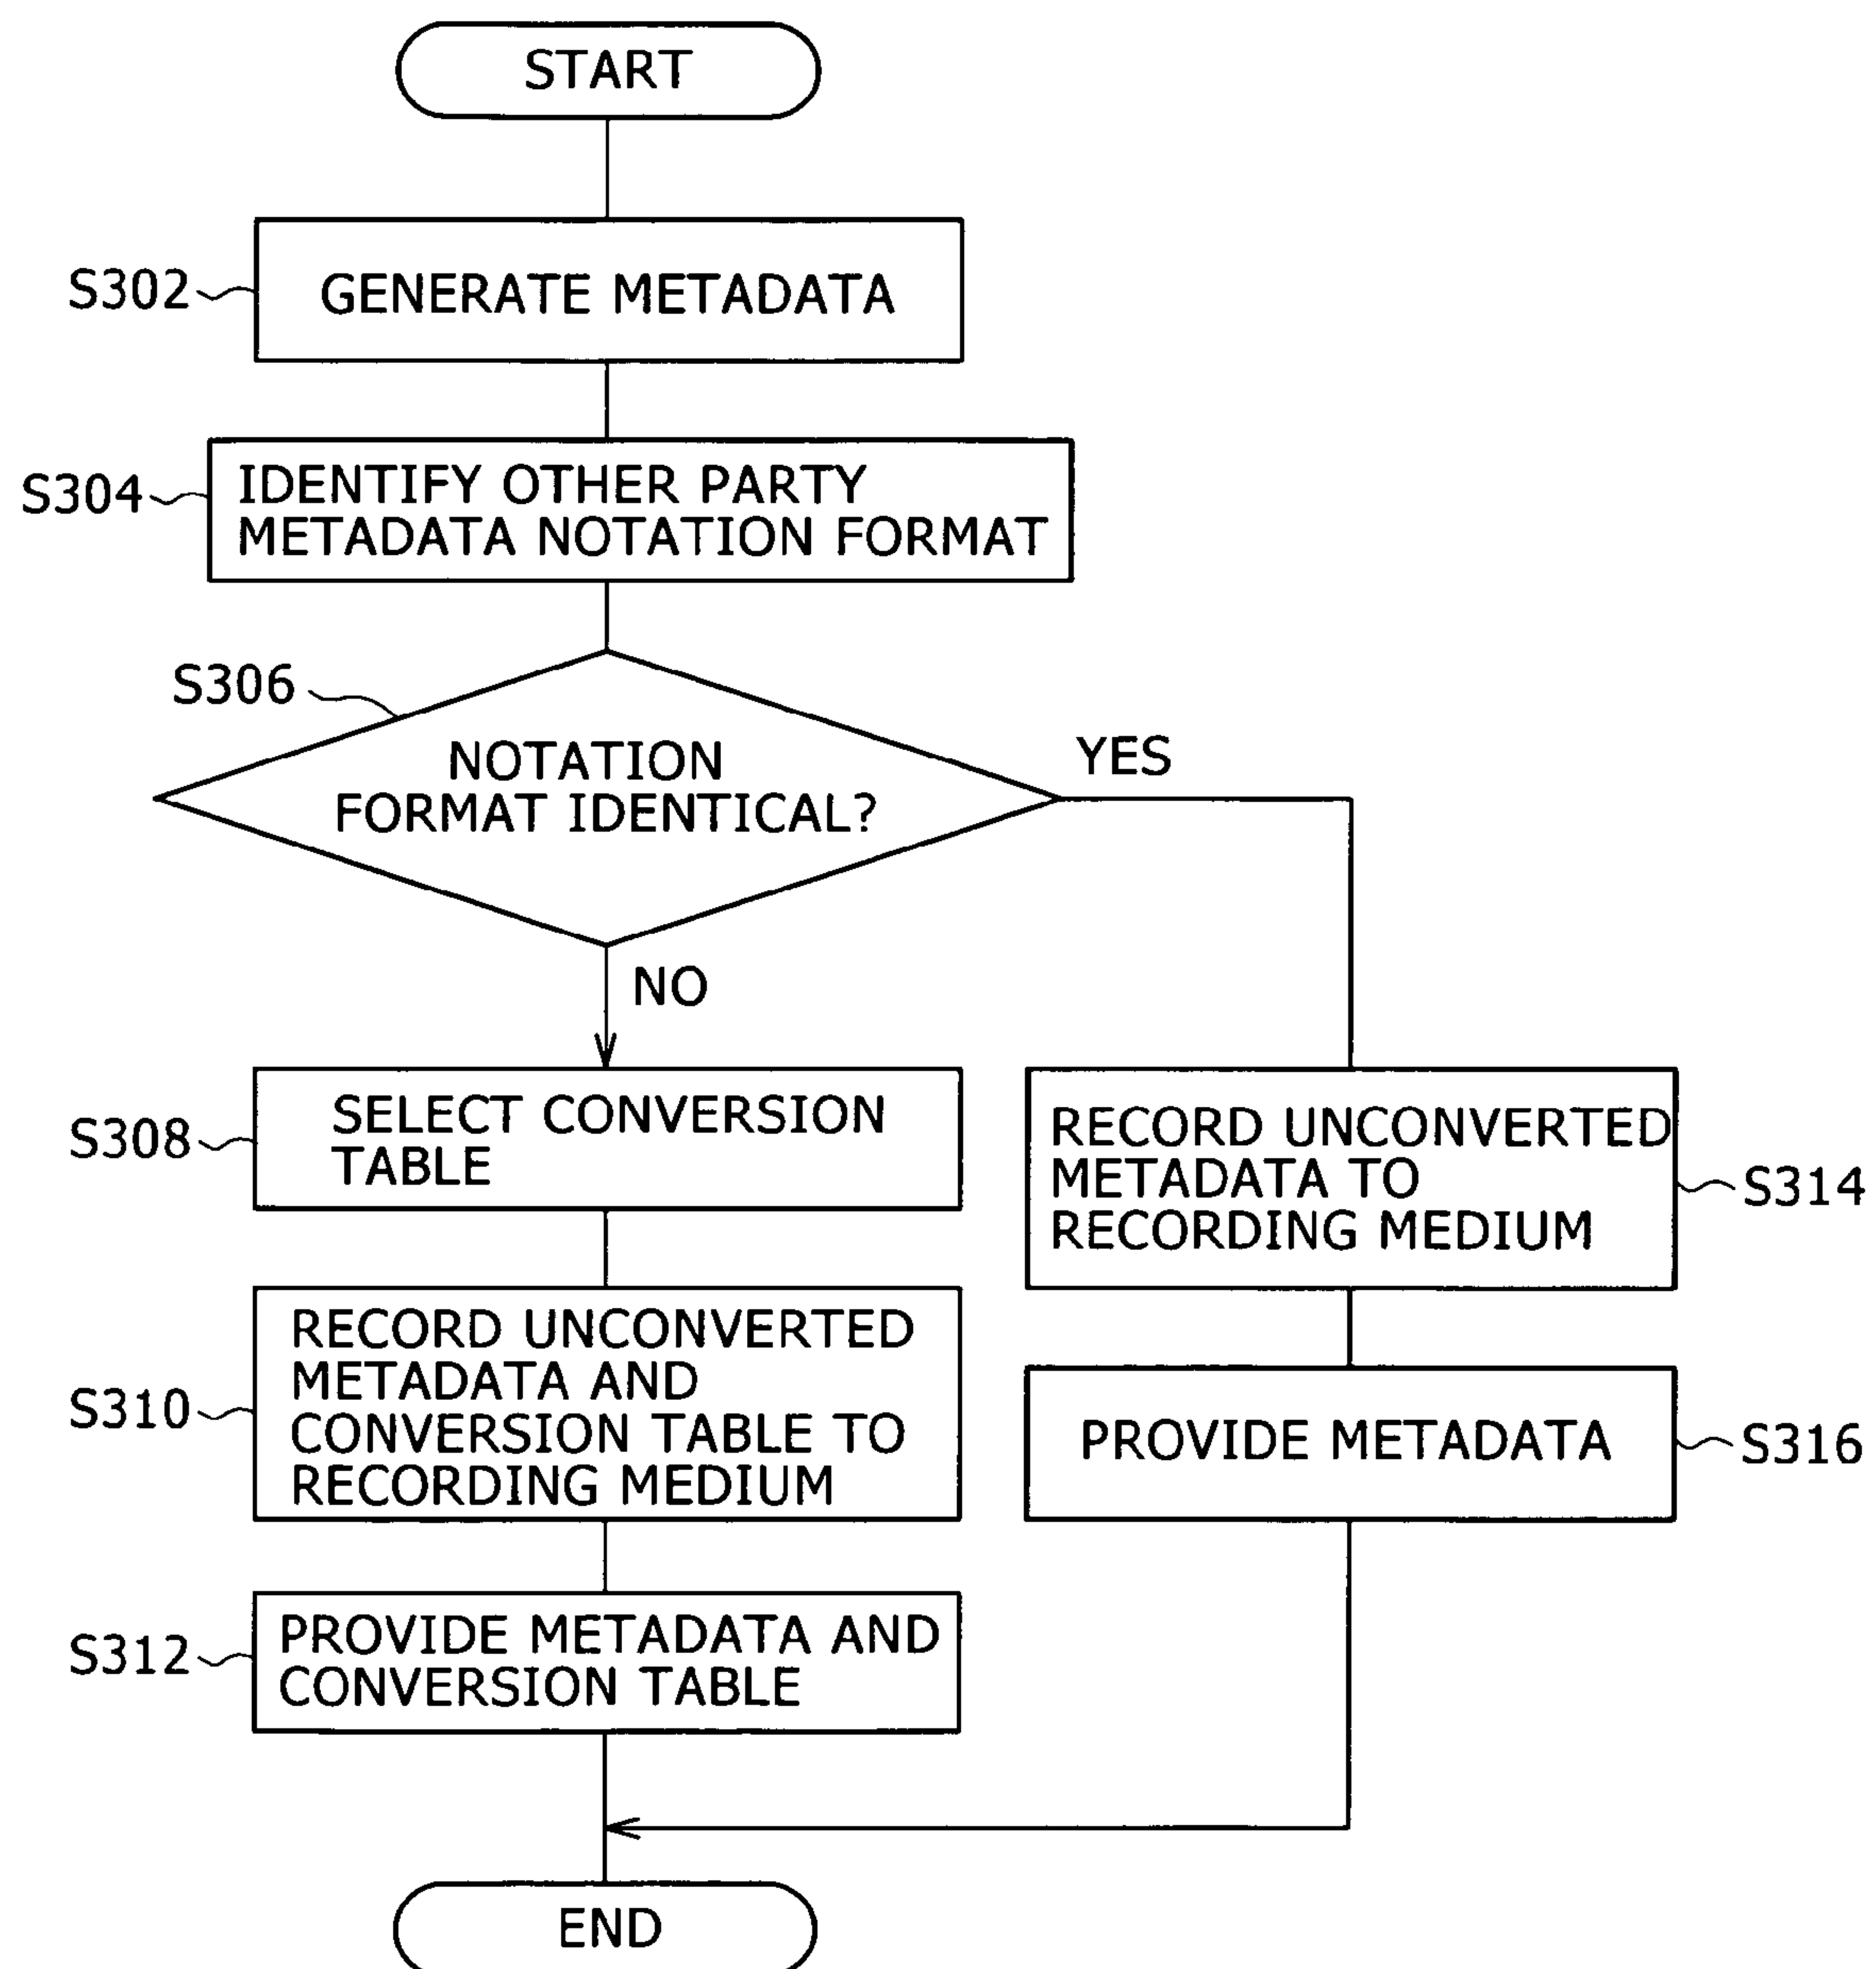 START
S302
GENERATE METADATA
S304
IDENTIFY OTHER PARTY
METADATA NOTATION FORMAT
S306
NOTATION
FORMAT IDENTICAL?
YES
NO
S308
SELECT CONVERSION
TABLE
RECORD UNCONVERTED
METADATA TO
RECORDING MEDIUM
S314
S310
RECORD UNCONVERTED
METADATA AND
CONVERSION TABLE TO
RECORDING MEDIUM
PROVIDE METADATA
S316
S312
PROVIDE METADATA AND
CONVERSION TABLE
END